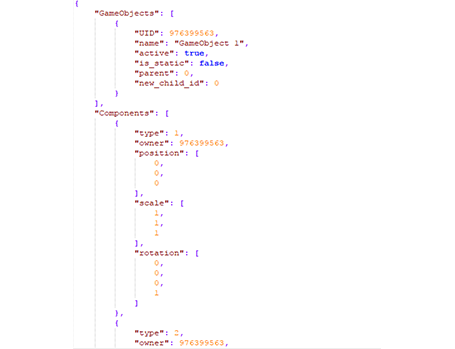 {
"GameObjects": [
{
"UID": 976399563,
"name": "GameObject 1",
"active": true,
"is_static": false,
"parent": 0,
"new_child_id": 0
}
],
"Components": [
{
"type": 1,
"owner": 976399563,
"position": [
0,
0,
0
],
"scale": [
1,
1,
1
],
"rotation": [
0,
0,
0,
1
]
},
{
"type": 2,
"owner": 976399563,